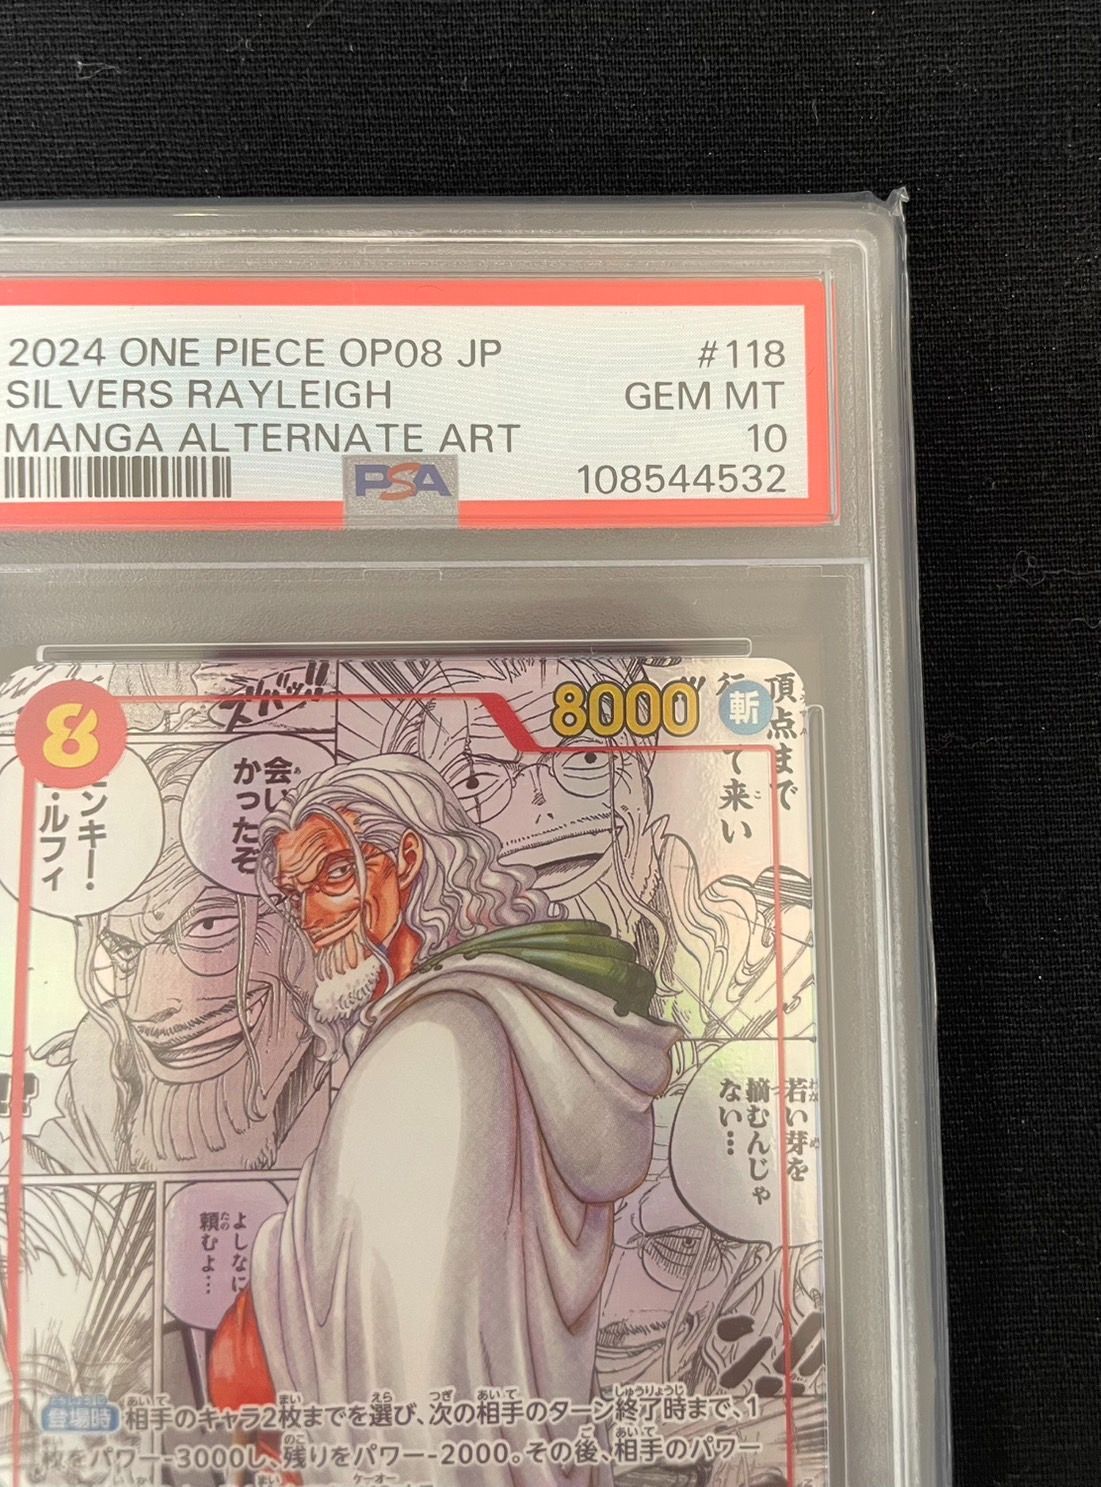 2024 ONE PIECE OP08 JP #118
SILVERS RAYLEIGH GEM MT
MANGA ALTERNATE ART 10
PSA 108544532
8
8000 斬
頂点まで
て来い
会い
かったぞ
ンキー・
・ルフィ
若い芽を
摘むんじゃ
ない…
よしなに
頼むよ…
登場時 相手のキャラ2枚までを選び、次の相手のターン終了時まで、1
枚をパワー-3000し、残りをパワー-2000。その後、相手のパワー